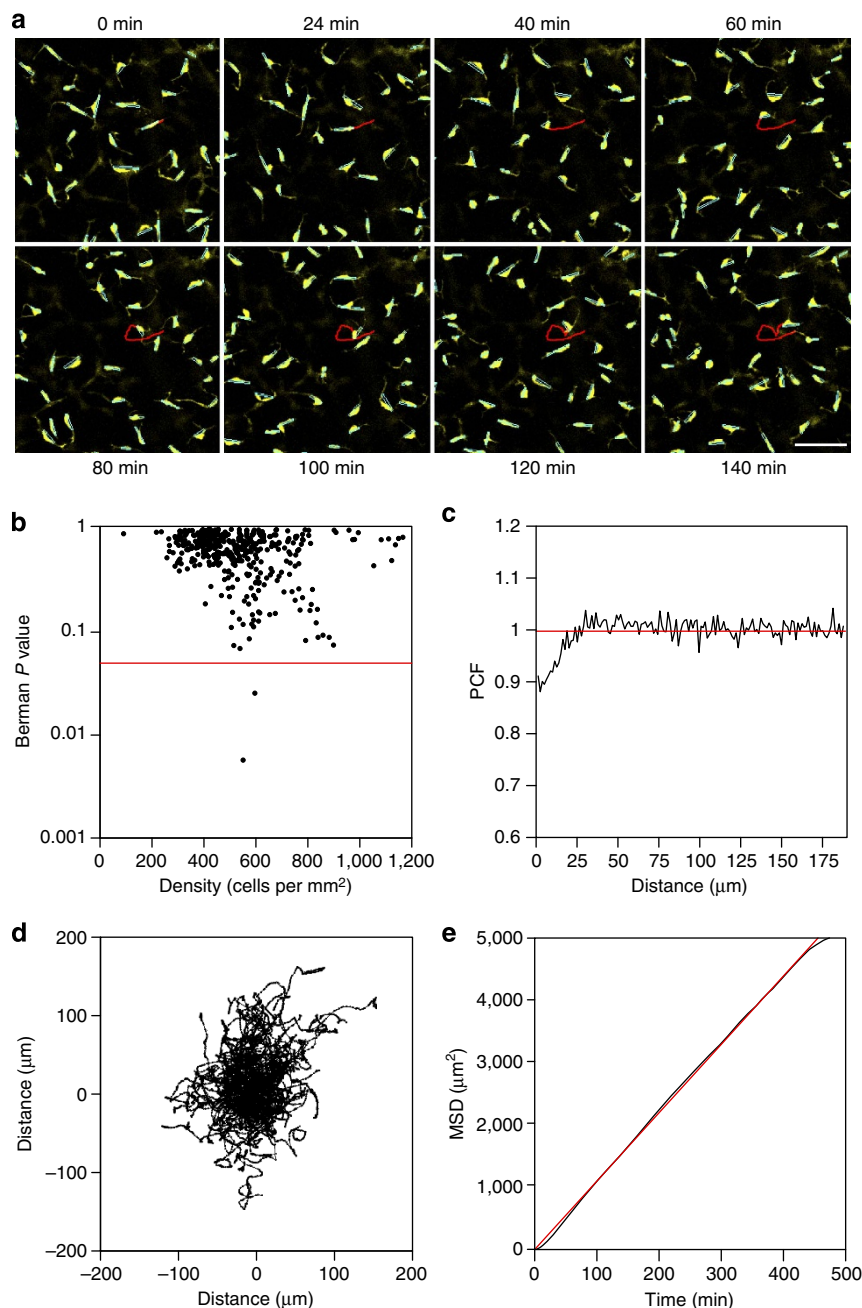 a
0 min 24 min 40 min 60 min
80 min 100 min 120 min 140 min
b
1
0.1
0.01
0.001
Berman P value
0 200 400 600 800 1,000 1,200
Density (cells per mm²)
c
1.2
1.1
1
0.9
0.8
0.7
0.6
PCF
0 25 50 75 100 125 150 175
Distance (μm)
d
200
100
0
–100
–200
Distance (μm)
–200 –100 0 100 200
Distance (μm)
e
5,000
4,000
3,000
2,000
1,000
0
MSD (μm²)
0 100 200 300 400 500
Time (min)